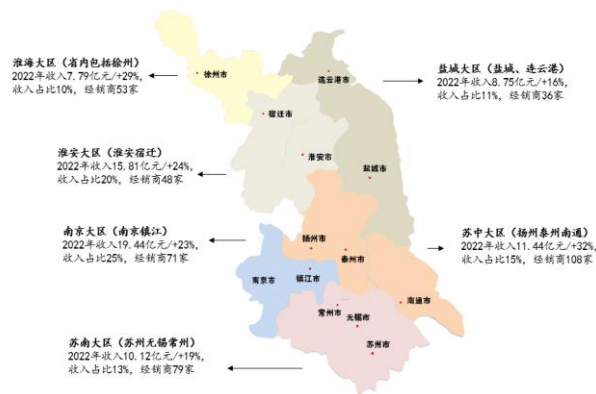 淮海大区（省内包括徐州）
2022年收入7.79亿元/+29%,
收入占比10%, 经销商53家
盐城大区（盐城、连云港）
2022年收入8.75亿元/+16%,
收入占比11%, 经销商36家
徐州市
连云港市
宿迁市
淮安大区（淮安宿迁）
2022年收入15.81亿元/+24%,
收入占比20%, 经销商48家
淮安市
盐城市
南京大区（南京镇江）
2022年收入19.44亿元/+23%,
收入占比25%, 经销商71家
苏中大区（扬州泰州南通）
2022年收入11.44亿元/+32%,
收入占比15%, 经销商108家
扬州市
泰州市
南京市
镇江市
南通市
常州市
无锡市
苏州市
苏南大区（苏州无锡常州）
2022年收入10.12亿元/+19%,
收入占比13%, 经销商79家